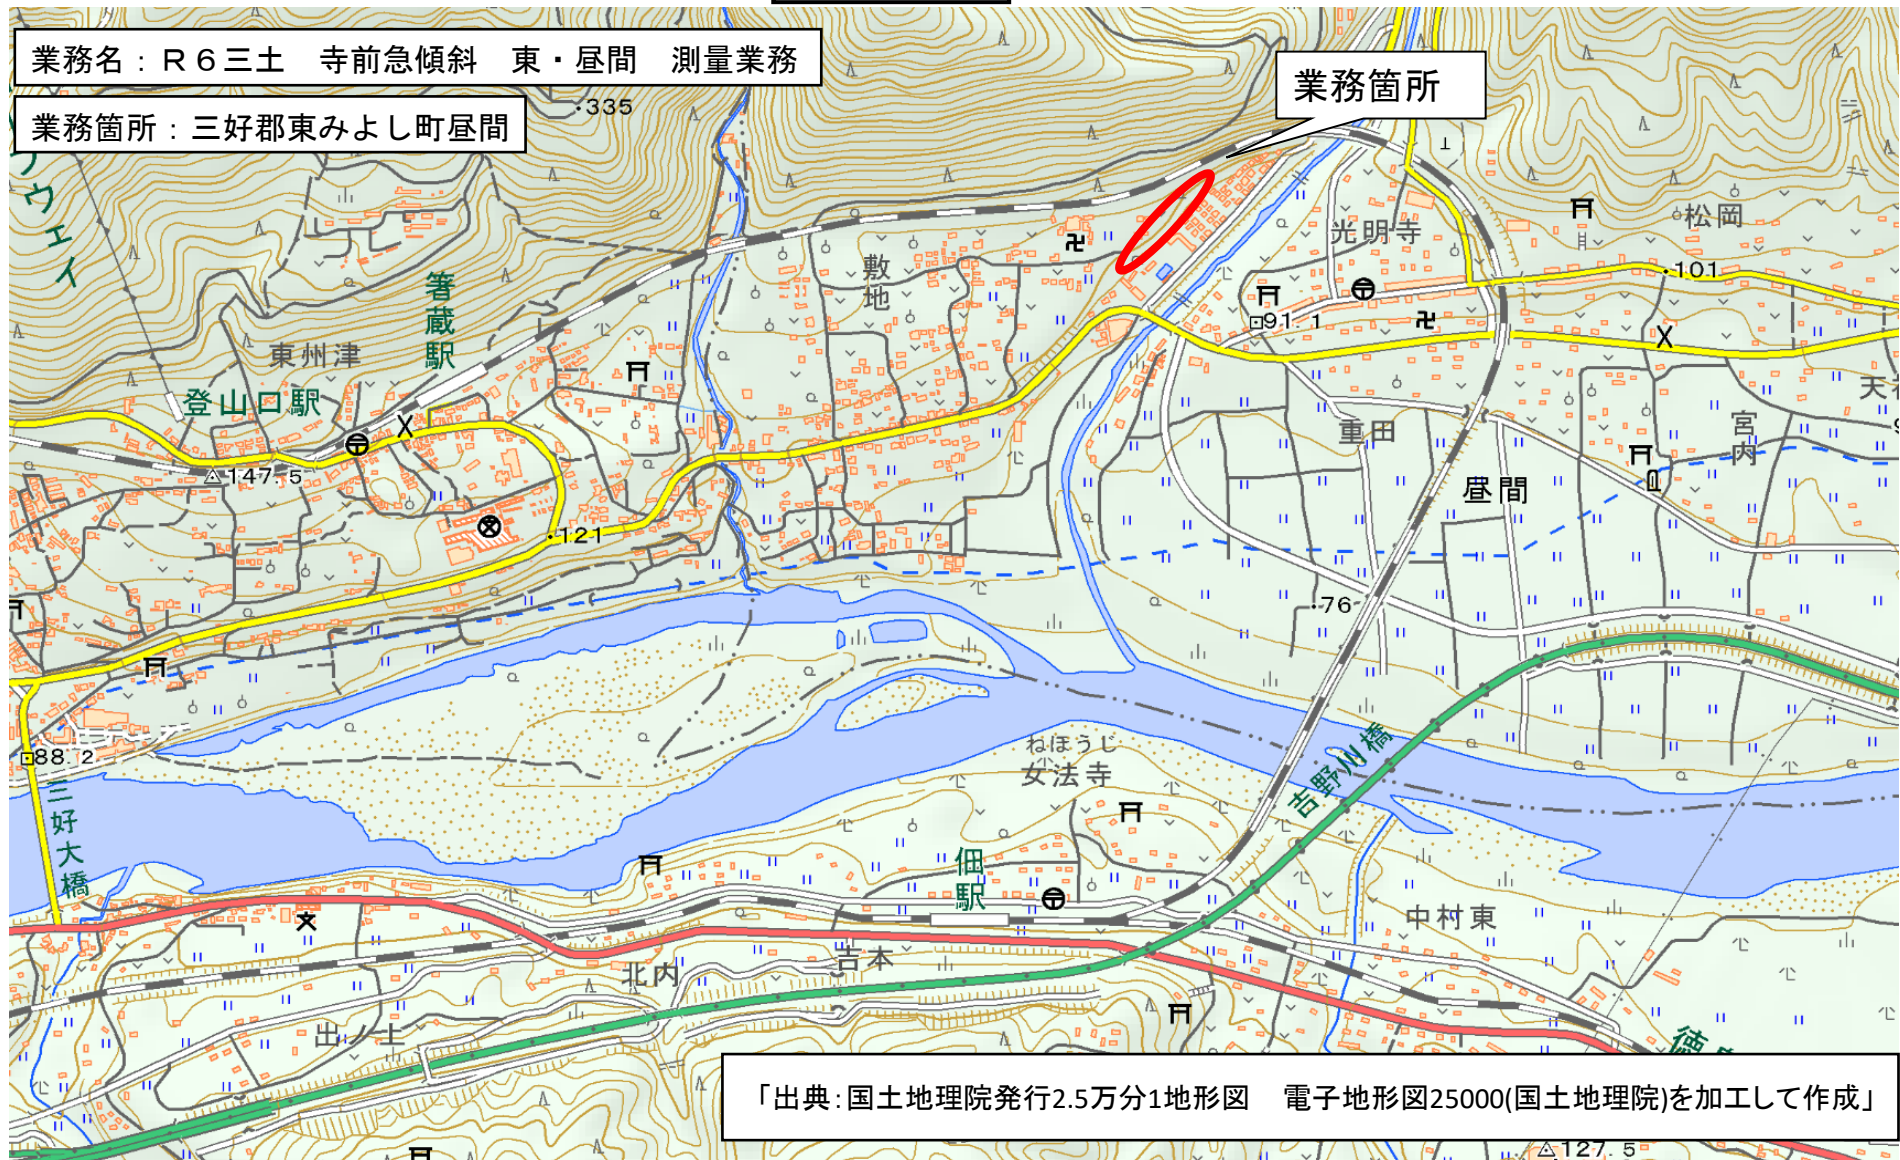 業務名：Ｒ６三土　寺前急傾斜　東・昼間　測量業務
業務箇所：三好郡東みよし町昼間
業務箇所
・335
ウェイ
箸蔵駅
東州津
登山口駅
敷地
光明寺
松岡
・101
91.1
147.5
・121
重田
宮内
昼間
・76
88.2
三好大橋
ねほうじ
女法寺
吉野川橋
佃駅
中村東
吉本
北内
出ノ上
徳
「出典：国土地理院発行2.5万分1地形図　電子地形図25000(国土地理院)を加工して作成」
127.5